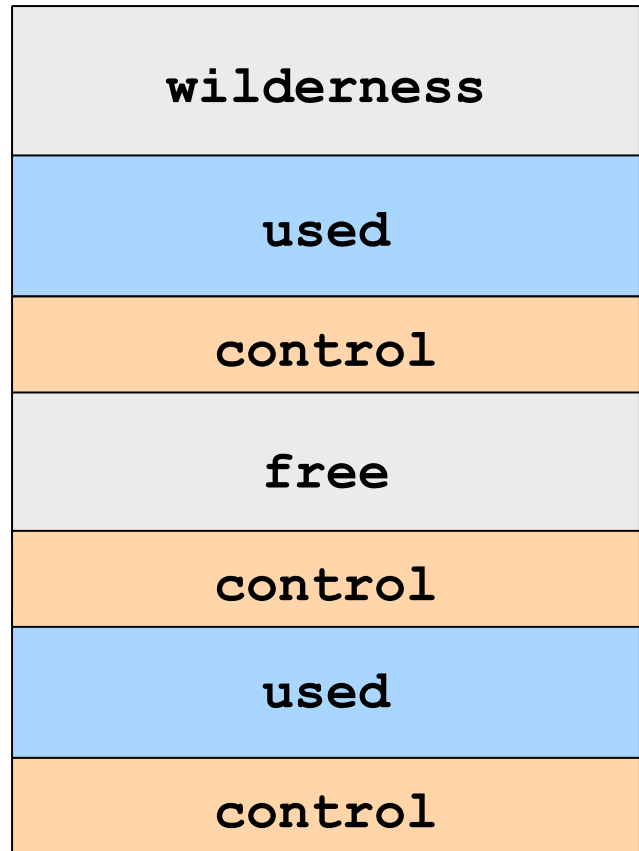 wilderness
used
control
free
control
used
control